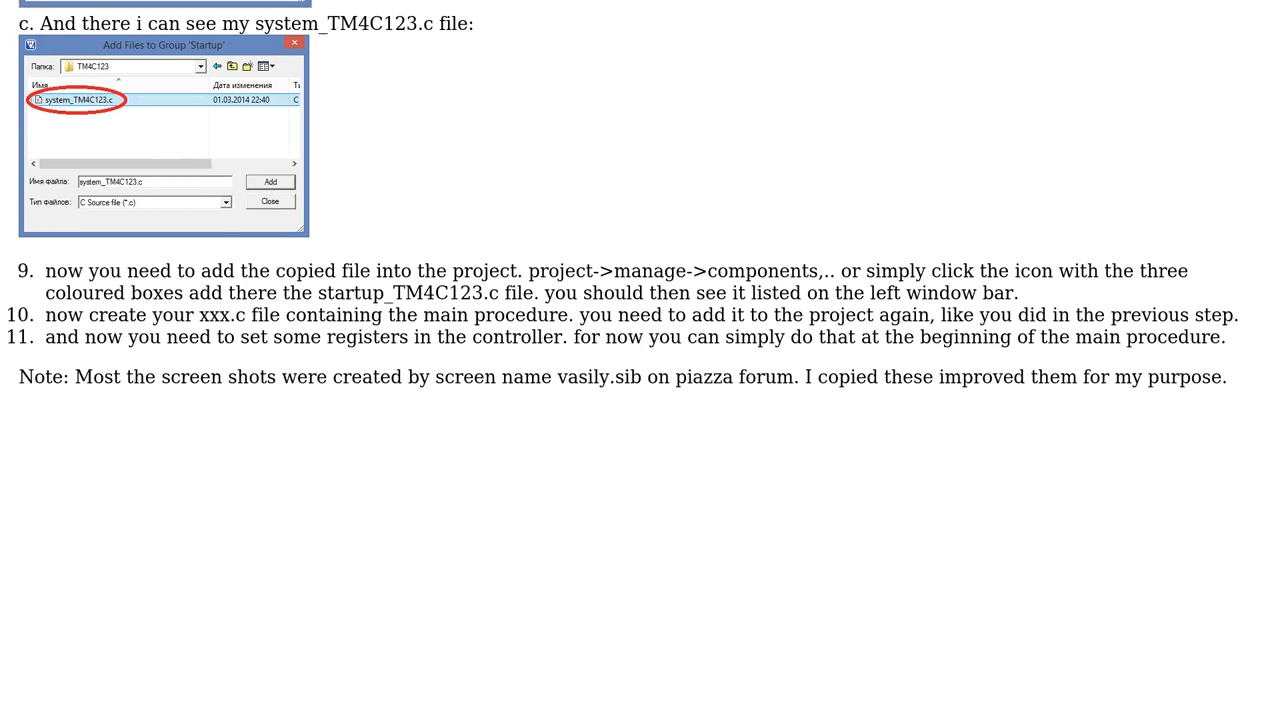 c. And there i can see my system_TM4C123.c file:
Add Files to Group 'Startup'
Папка: TM4C123
Имя Дата изменения
system_TM4C123.c 01.03.2014 22:40 C
Имя файла: system_TM4C123.c Add
Тип файлов: C Source file (*.c) Close
9. now you need to add the copied file into the project. project->manage->components,.. or simply click the icon with the three
coloured boxes add there the startup_TM4C123.c file. you should then see it listed on the left window bar.
10. now create your xxx.c file containing the main procedure. you need to add it to the project again, like you did in the previous step.
11. and now you need to set some registers in the controller. for now you can simply do that at the beginning of the main procedure.
Note: Most the screen shots were created by screen name vasily.sib on piazza forum. I copied these improved them for my purpose.